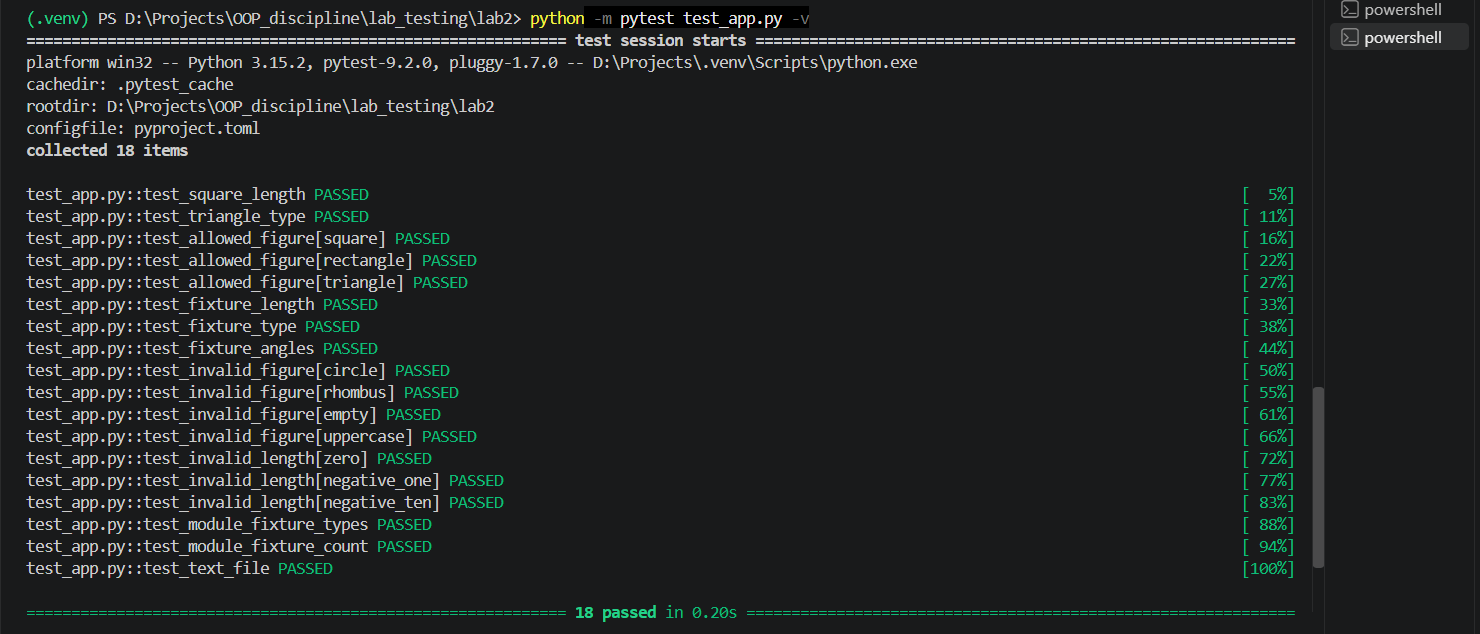 (.venv) PS D:\Projects\OOP_discipline\lab_testing\lab2> python -m pytest test_app.py -v
============================================================ test session starts ============================================================
platform win32 -- Python 3.15.2, pytest-9.2.0, pluggy-1.7.0 -- D:\Projects\.venv\Scripts\python.exe
cachedir: .pytest_cache
rootdir: D:\Projects\OOP_discipline\lab_testing\lab2
configfile: pyproject.toml
collected 18 items
test_app.py::test_square_length PASSED [  5%]
test_app.py::test_triangle_type PASSED [ 11%]
test_app.py::test_allowed_figure[square] PASSED [ 16%]
test_app.py::test_allowed_figure[rectangle] PASSED [ 22%]
test_app.py::test_allowed_figure[triangle] PASSED [ 27%]
test_app.py::test_fixture_length PASSED [ 33%]
test_app.py::test_fixture_type PASSED [ 38%]
test_app.py::test_fixture_angles PASSED [ 44%]
test_app.py::test_invalid_figure[circle] PASSED [ 50%]
test_app.py::test_invalid_figure[rhombus] PASSED [ 55%]
test_app.py::test_invalid_figure[empty] PASSED [ 61%]
test_app.py::test_invalid_figure[uppercase] PASSED [ 66%]
test_app.py::test_invalid_length[zero] PASSED [ 72%]
test_app.py::test_invalid_length[negative_one] PASSED [ 77%]
test_app.py::test_invalid_length[negative_ten] PASSED [ 83%]
test_app.py::test_module_fixture_types PASSED [ 88%]
test_app.py::test_module_fixture_count PASSED [ 94%]
test_app.py::test_text_file PASSED [100%]
============================================================ 18 passed in 0.20s =============================================================
powershell
powershell